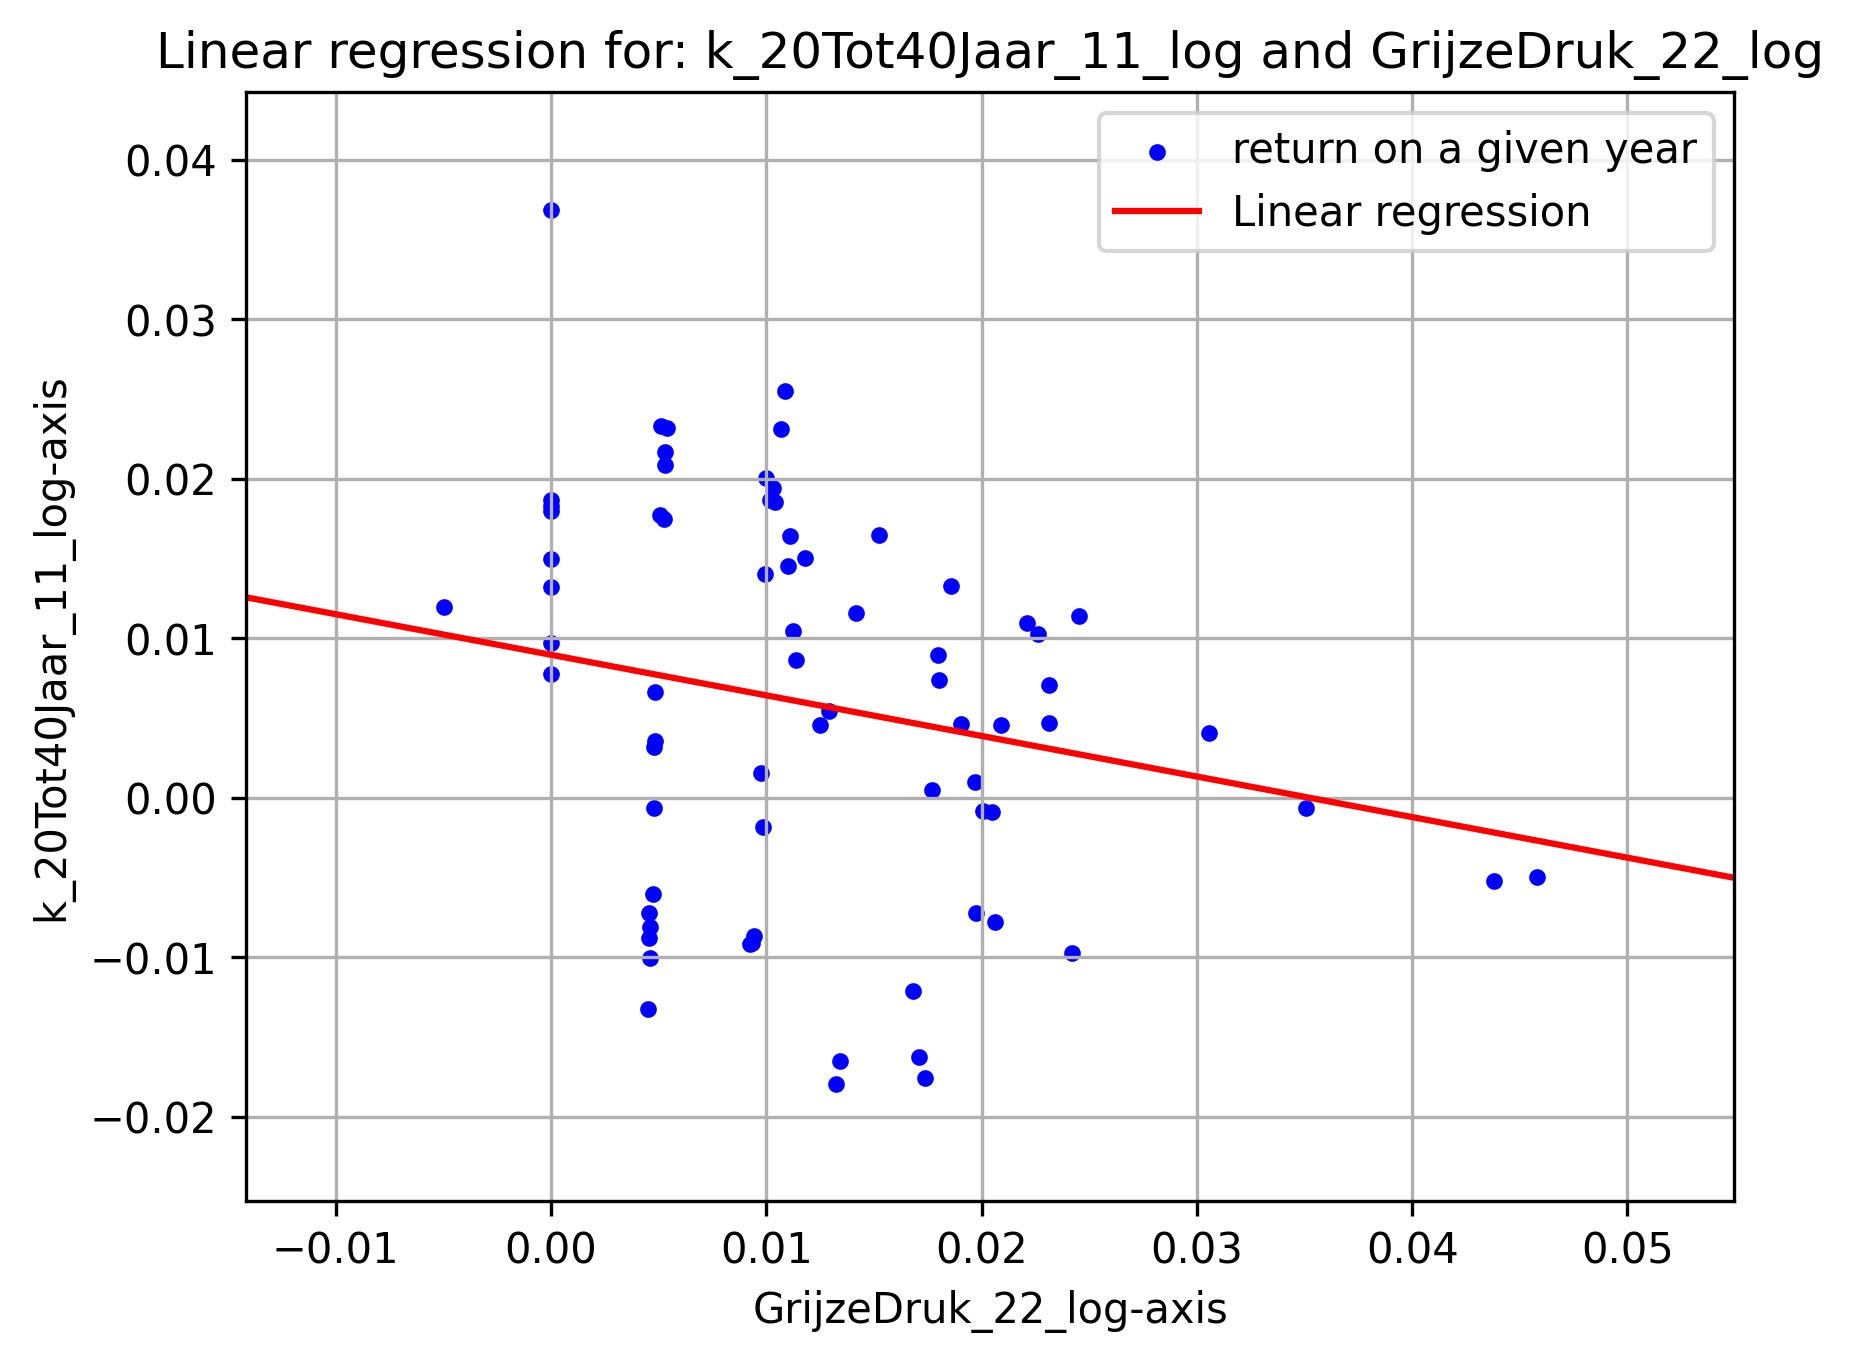 Linear regression for: k_20Tot40Jaar_11_log and GrijzeDruk_22_log
return on a given year
Linear regression
k_20Tot40Jaar_11_log-axis
0.04
0.03
0.02
0.01
0.00
−0.01
−0.02
−0.01 0.00 0.01 0.02 0.03 0.04 0.05
GrijzeDruk_22_log-axis